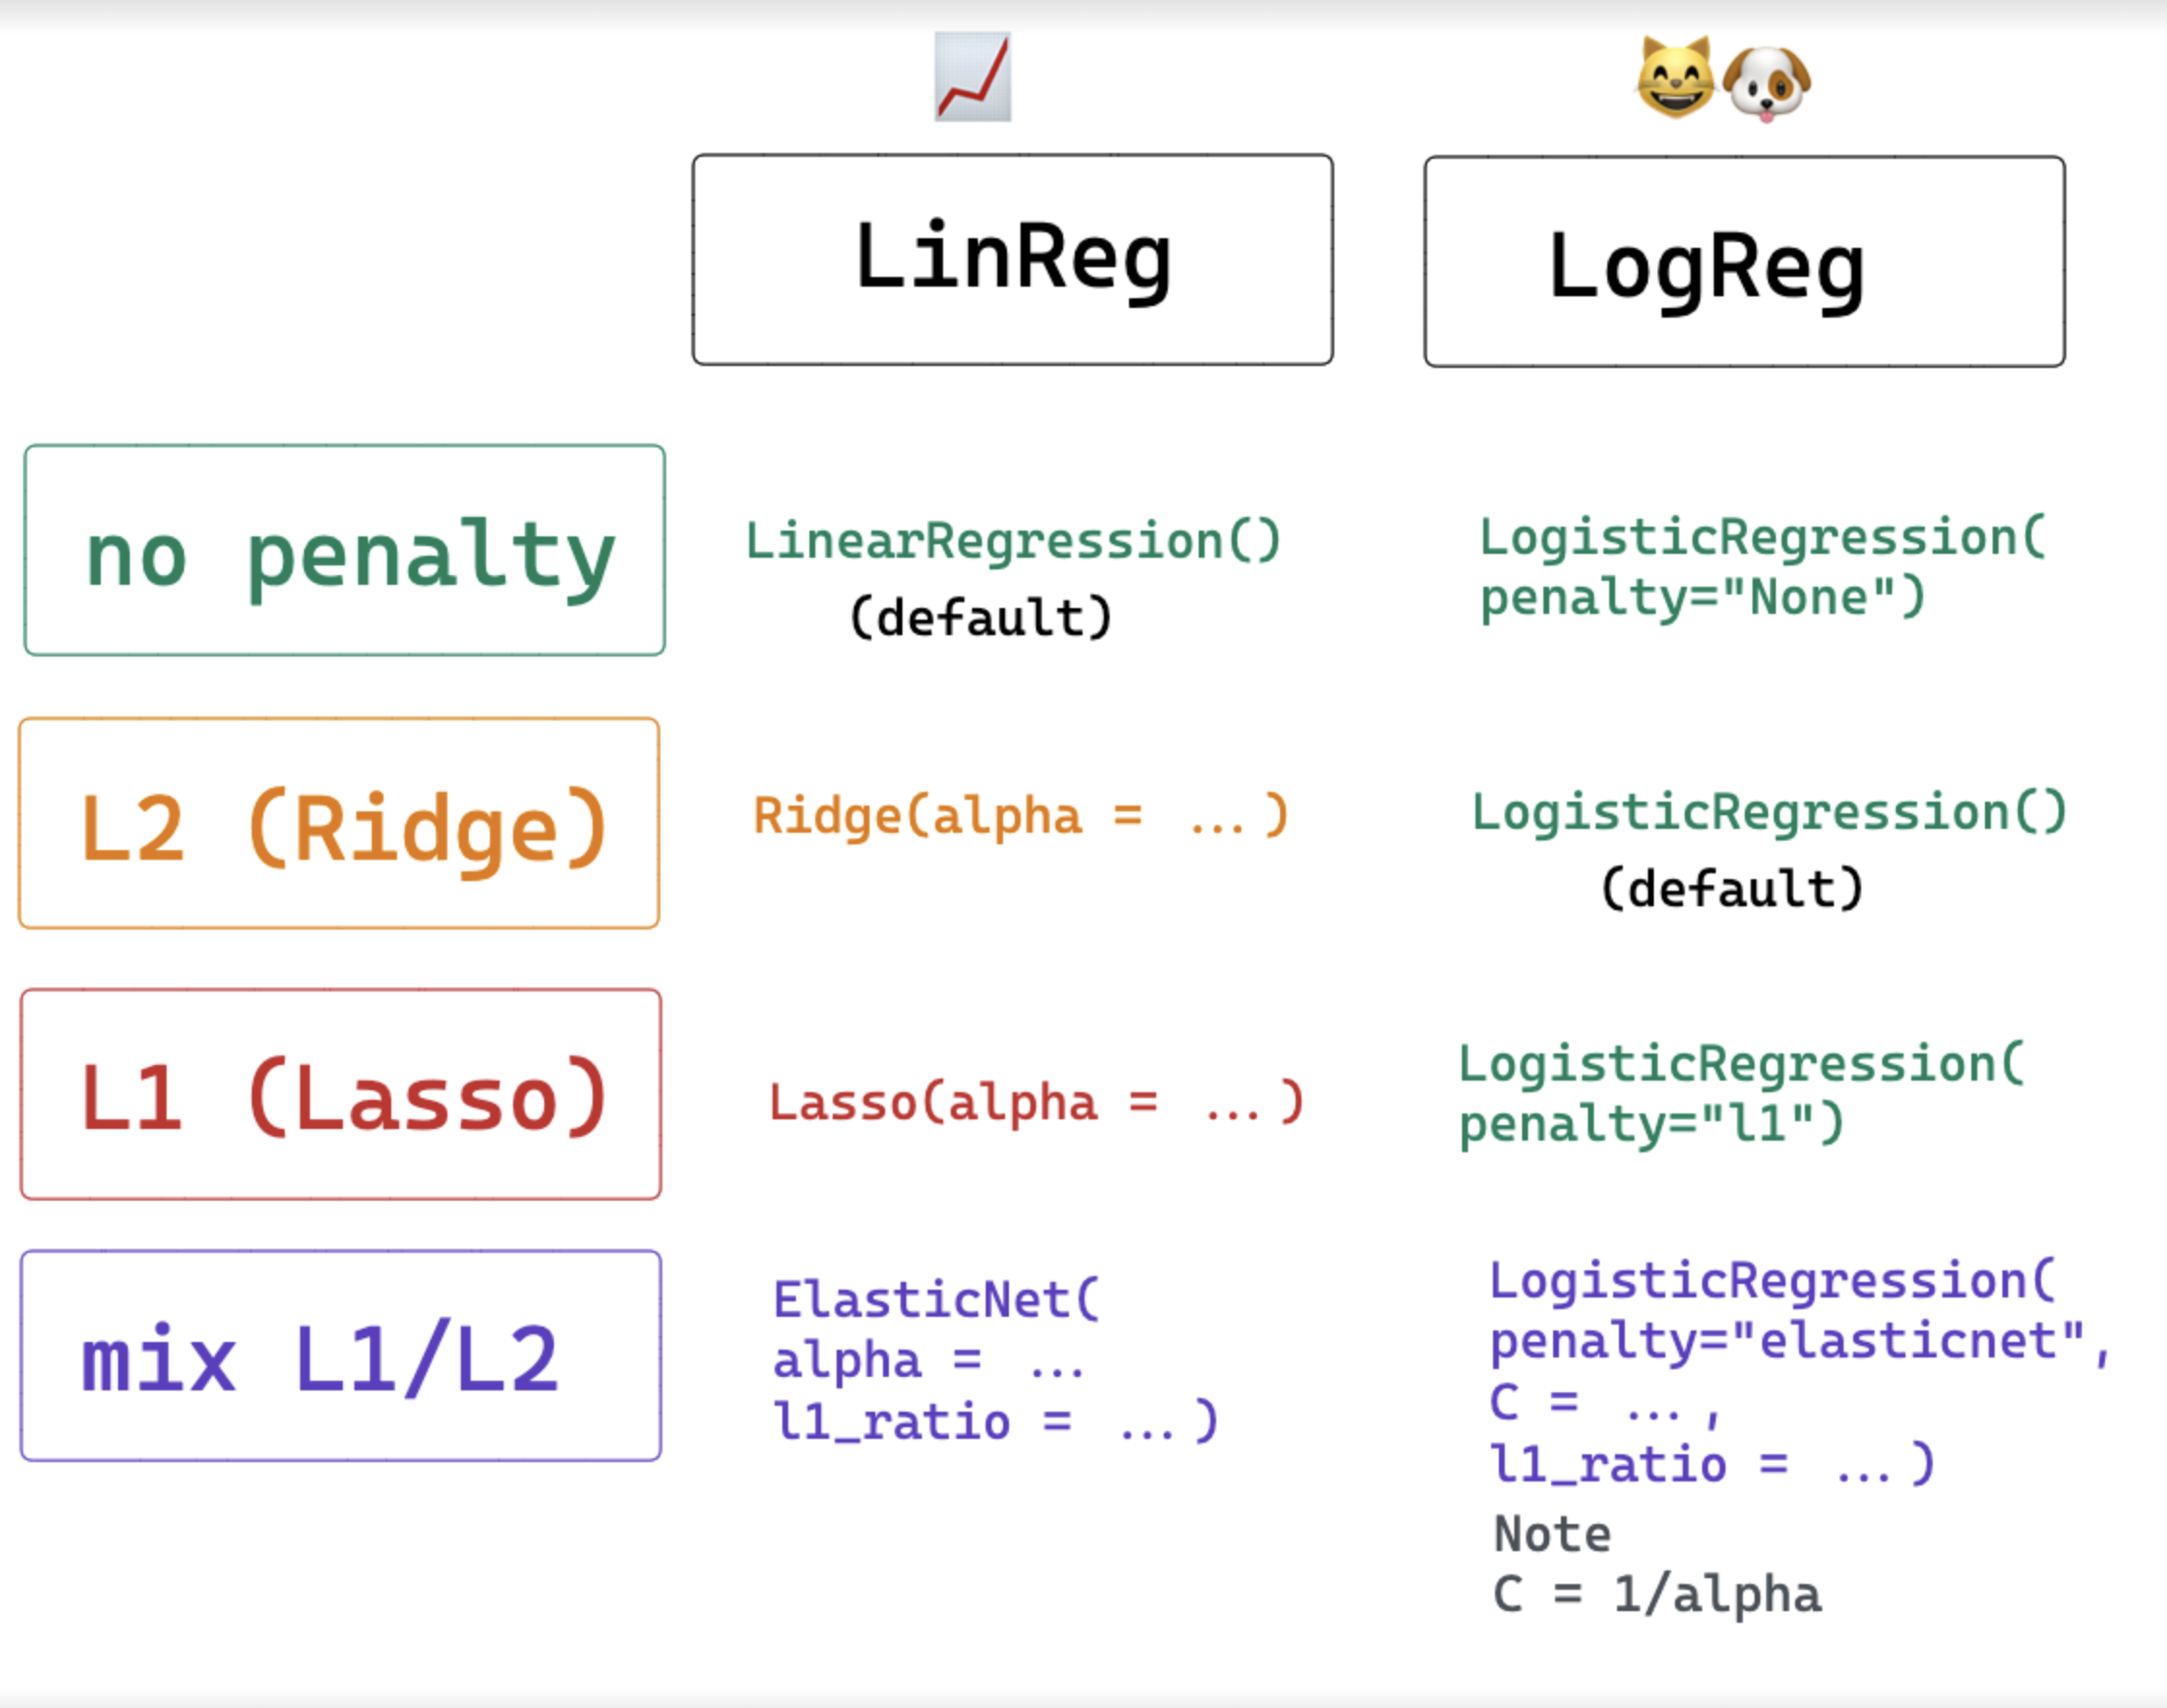 LinReg
LogReg
no penalty
LinearRegression()
(default)
LogisticRegression(
penalty="None")
L2 (Ridge)
Ridge(alpha = ... )
LogisticRegression()
(default)
L1 (Lasso)
Lasso(alpha = ... )
LogisticRegression(
penalty="l1")
mix L1/L2
ElasticNet(
alpha = ...
l1_ratio = ... )
LogisticRegression(
penalty="elasticnet",
C = ... ,
l1_ratio = ... )
Note
C = 1/alpha